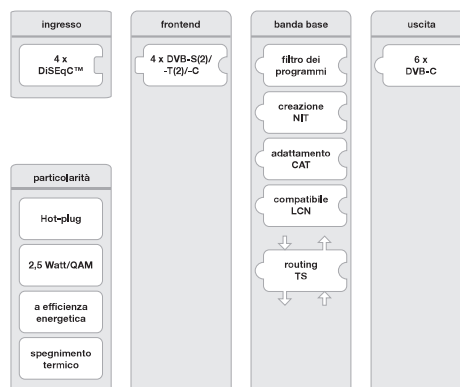 ingresso
4 x
DiSEqC™
particolarità
Hot-plug
2,5 Watt/QAM
a efficienza
energetica
spegnimento
termico
frontend
4 x DVB-S(2)/
-T(2)/-C
banda base
filtro dei
programmi
creazione
NIT
adattamento
CAT
compatibile
LCN
routing
TS
uscita
6 x
DVB-C